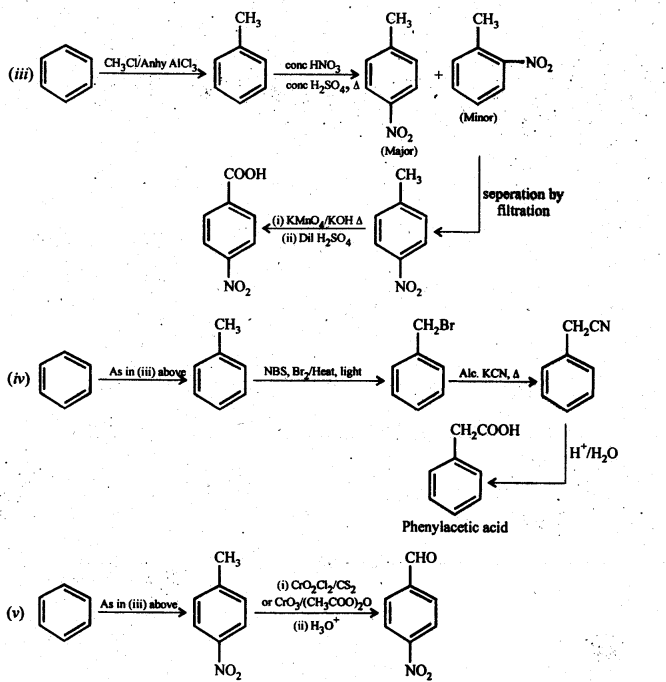 (iii)
CH₃Cl/Anhy AlCl₃
CH₃
conc HNO₃
conc H₂SO₄, Δ
CH₃
NO₂
(Major)
+
CH₃
NO₂
(Minor)
seperation by
filtration
CH₃
NO₂
(i) KMnO₄/KOH Δ
(ii) Dil H₂SO₄
COOH
NO₂
(iv)
As in (iii) above
CH₃
NBS, Br₂/Heat, light
CH₂Br
Alc. KCN, Δ
CH₂CN
H⁺/H₂O
CH₂COOH
Phenylacetic acid
(v)
As in (iii) above
CH₃
NO₂
(i) CrO₂Cl₂/CS₂
or CrO₃/(CH₃COO)₂O
(ii) H₃O⁺
CHO
NO₂